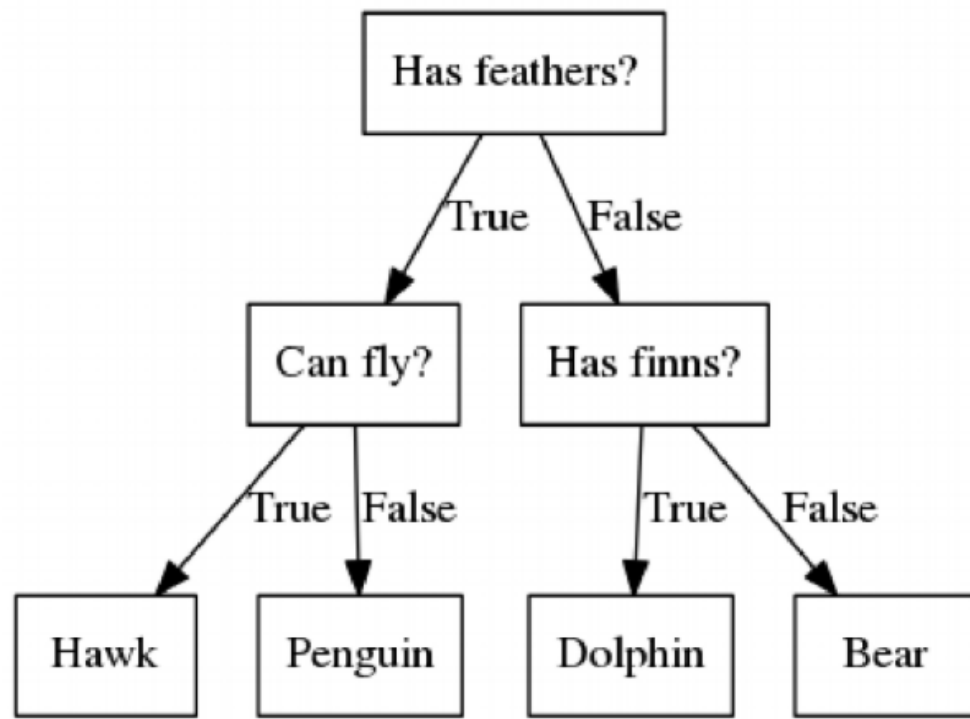 Has feathers?
True
False
Can fly?
Has finns?
True
False
True
False
Hawk
Penguin
Dolphin
Bear